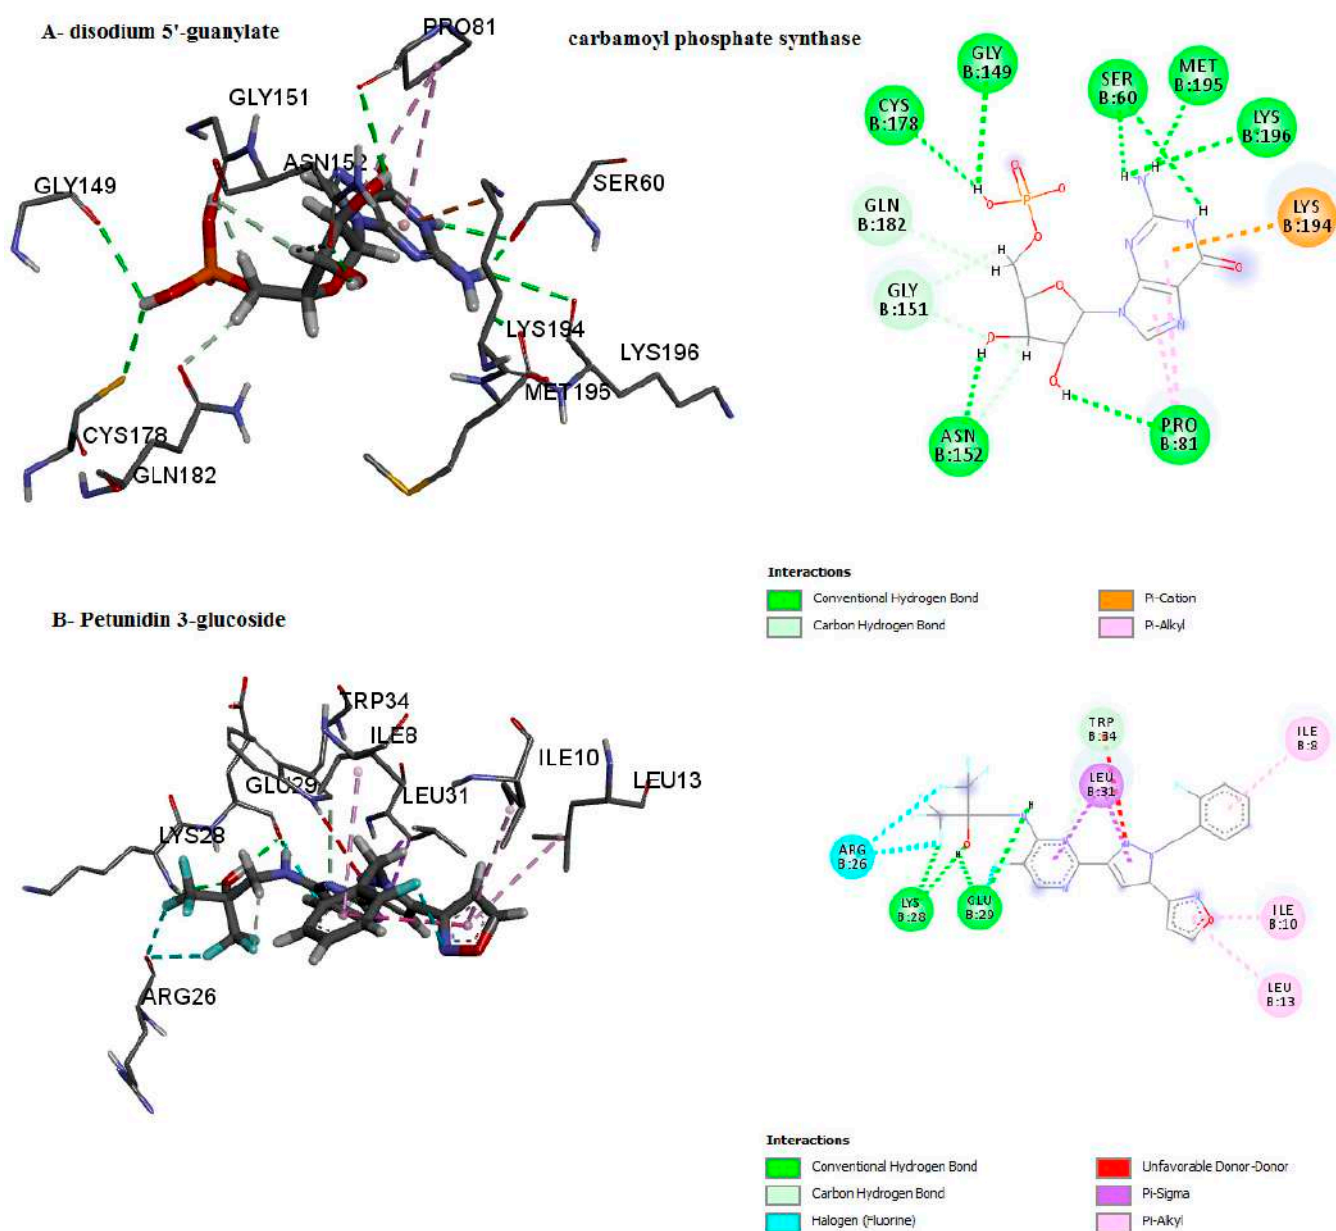 A- disodium 5'-guanylate
carbamoyl phosphate synthase
PRO81
GLY151
ASN152
GLY149
SER60
LYS194
LYS196
MET195
CYS178
GLN182
GLY
B:149
SER
B:60
MET
B:195
CYS
B:178
LYS
B:196
GLN
B:182
LYS
B:194
GLY
B:151
ASN
B:152
PRO
B:81
H
H
H
H
N
O
P
O
O
O
H
H
N
N
O
O
N
N
O
H
H
O
H
Interactions
Conventional Hydrogen Bond
Pi-Cation
Carbon Hydrogen Bond
Pi-Alkyl
B- Petunidin 3-glucoside
TRP34
ILE8
ILE10
GLU29
LEU13
LEU31
LYS28
ARG26
TRP
B:34
ILE
B:8
LEU
B:31
ARG
B:26
LYS
B:28
GLU
B:29
ILE
B:10
LEU
B:13
H
H
Interactions
Conventional Hydrogen Bond
Unfavorable Donor-Donor
Carbon Hydrogen Bond
Pi-Sigma
Halogen (Fluorine)
Pi-Alkyl